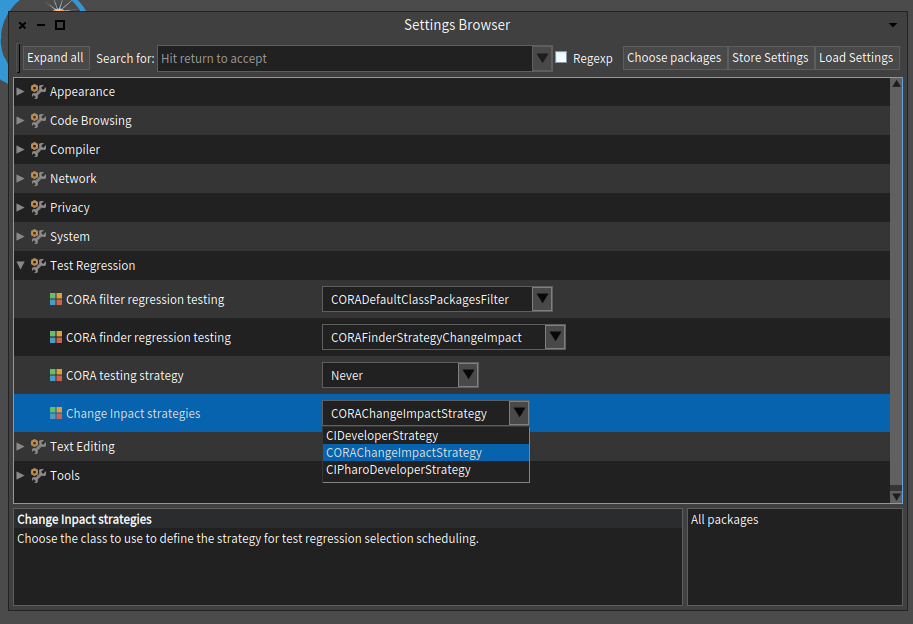 Settings Browser
Expand all Search for: Hit return to accept Regexp Choose packages Store Settings Load Settings
Appearance
Code Browsing
Compiler
Network
Privacy
System
Test Regression
CORA filter regression testing CORADefaultClassPackagesFilter
CORA finder regression testing CORAFinderStrategyChangeImpact
CORA testing strategy Never
Change Inpact strategies CORAChangeImpactStrategy
CIDeveloperStrategy
Text Editing CORAChangeImpactStrategy
CIPharoDeveloperStrategy
Tools
Change Inpact strategies All packages
Choose the class to use to define the strategy for test regression selection scheduling.